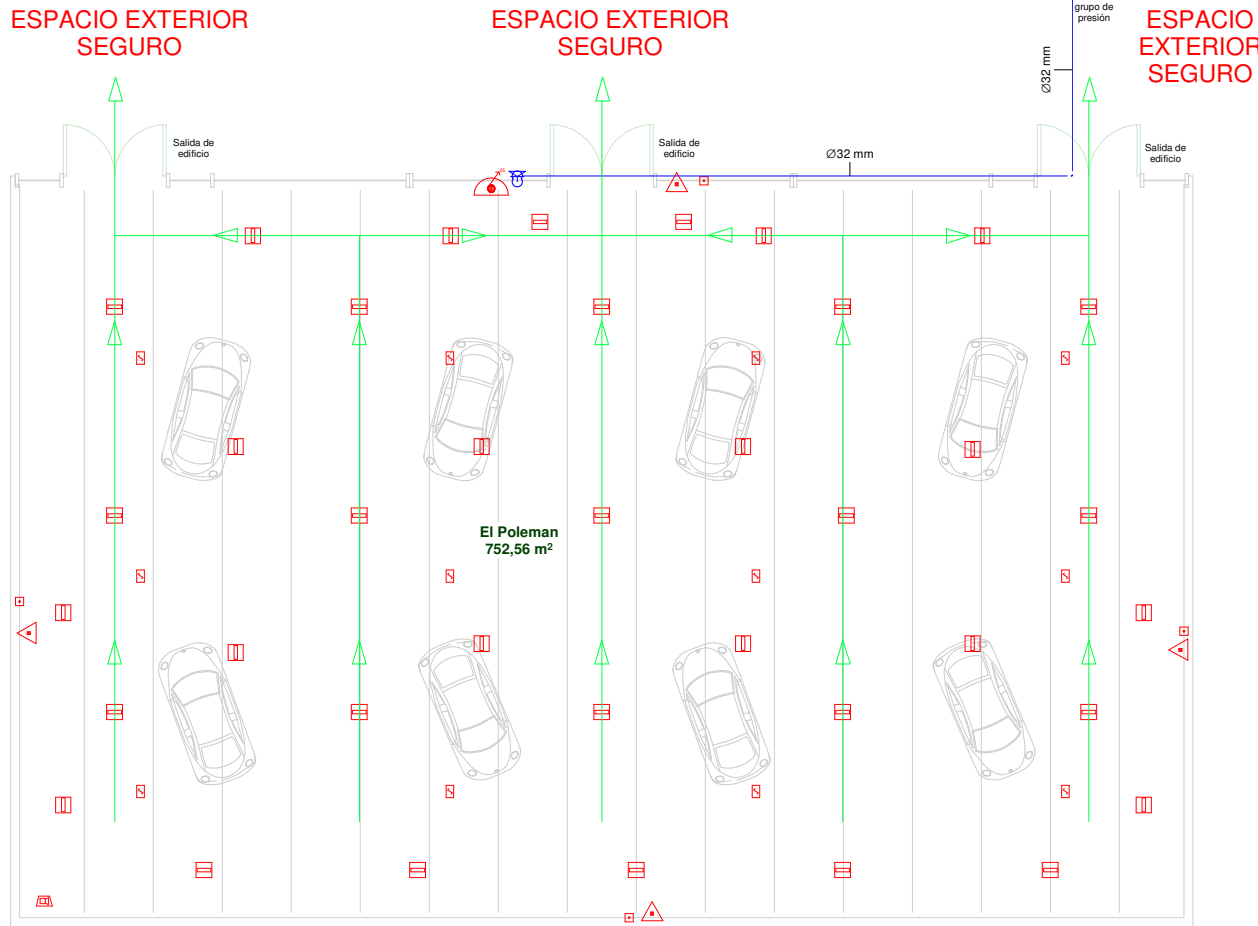 ESPACIO EXTERIOR
SEGURO
ESPACIO EXTERIOR
SEGURO
grupo de
presión
ESPACIO
EXTERIOR
SEGURO
Ø32 mm
Salida de
edificio
Salida de
edificio
Ø32 mm
Salida de
edificio
El Poleman
752,56 m²